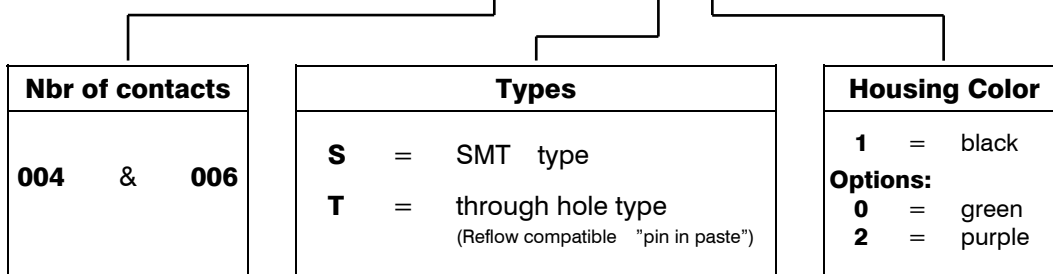 Nbr of contacts
004 & 006
Types
S = SMT type
T = through hole type
(Reflow compatible ”pin in paste”)
Housing Color
1 = black
Options:
0 = green
2 = purple